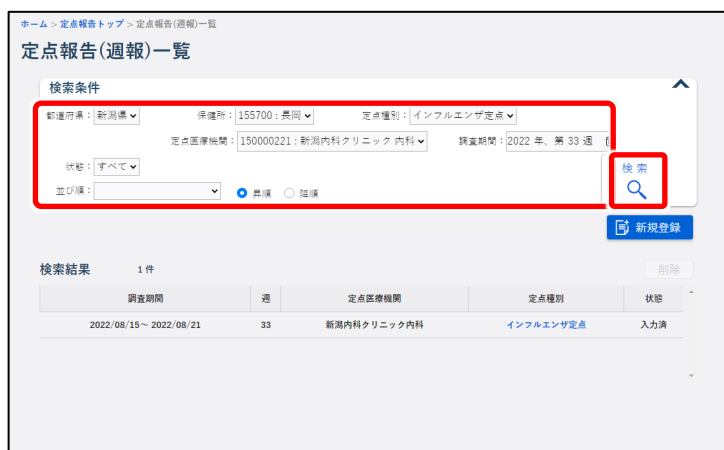 ホーム > 定点報告トップ > 定点報告(週報)一覧
定点報告(週報)一覧
検索条件
都道府県： 新潟県 保健所： 155700 : 長岡 定点種別： インフルエンザ定点
定点医療機関： 150000221 : 新潟内科クリニック 内科 調査期間： 2022 年、第 33 週
状態： すべて
検 索
並び順： 昇順 降順
新規登録
検索結果 1 件 削除
調査期間 週 定点医療機関 定点種別 状態
2022/08/15～ 2022/08/21 33 新潟内科クリニック内科 インフルエンザ定点 入力済